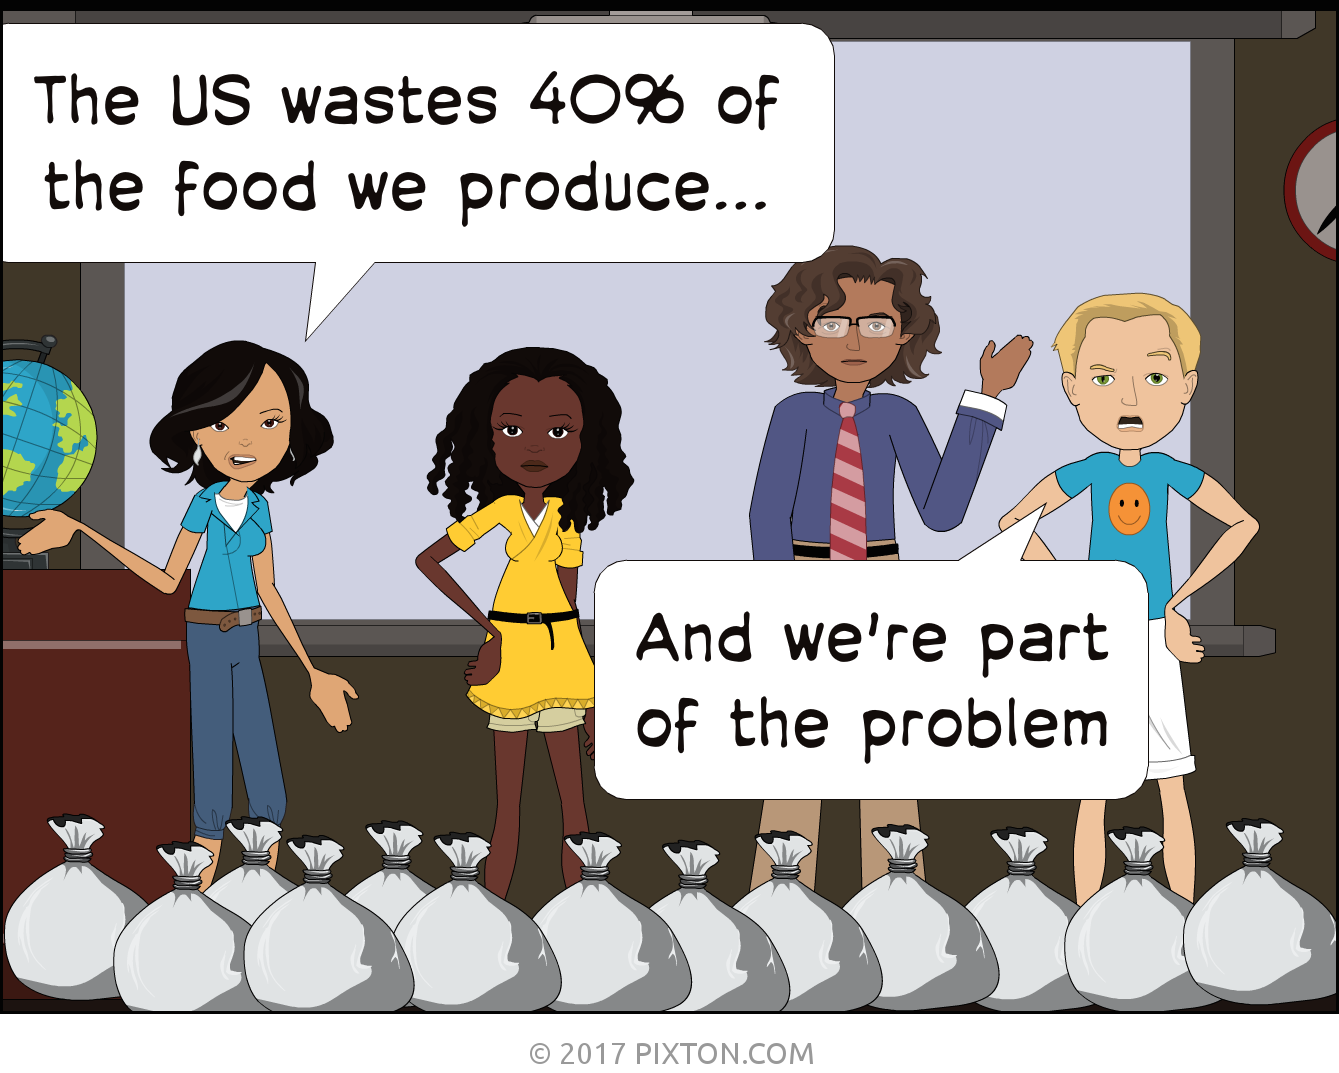 The US wastes 40% of
the food we produce...
And we're part
of the problem
© 2017 PIXTON.COM